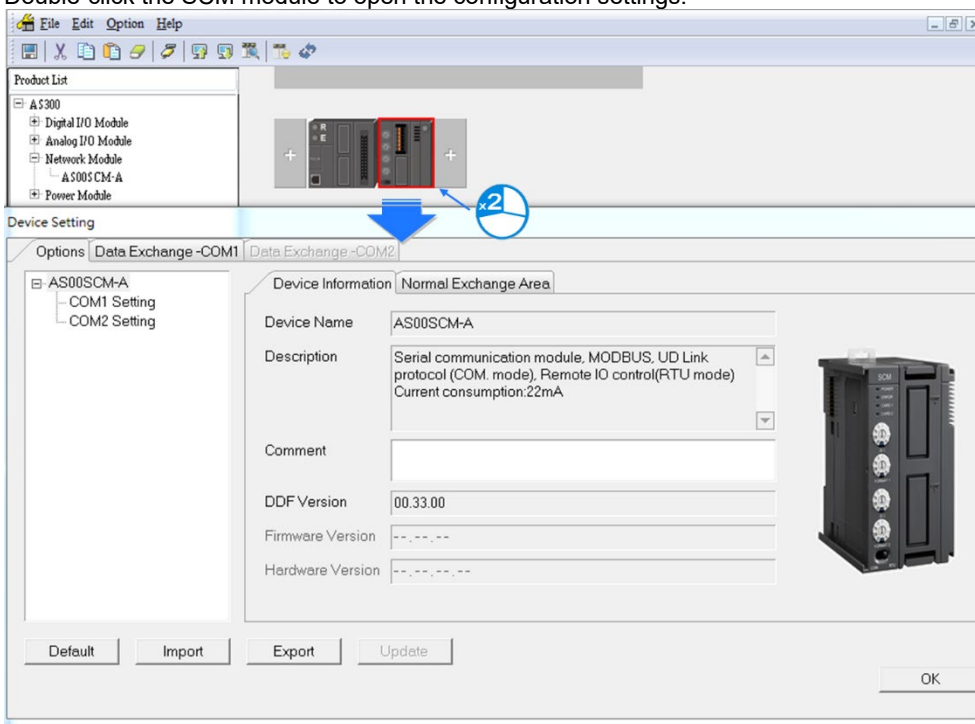 Double-click the SCM module to open the configuration settings.
File Edit Option Help
Product List
AS300
Digital I/O Module
Analog I/O Module
Network Module
AS00SCM-A
Power Module
R
E
×2
Device Setting
Options Data Exchange -COM1 Data Exchange -COM2
AS00SCM-A
COM1 Setting
COM2 Setting
Device Information Normal Exchange Area
Device Name AS00SCM-A
Description Serial communication module, MODBUS, UD Link
protocol (COM. mode), Remote IO control(RTU mode)
Current consumption:22mA
Comment
DDF Version 00.33.00
Firmware Version --.--.--
Hardware Version --.--.--.--
SCM
Default Import Export Update
OK